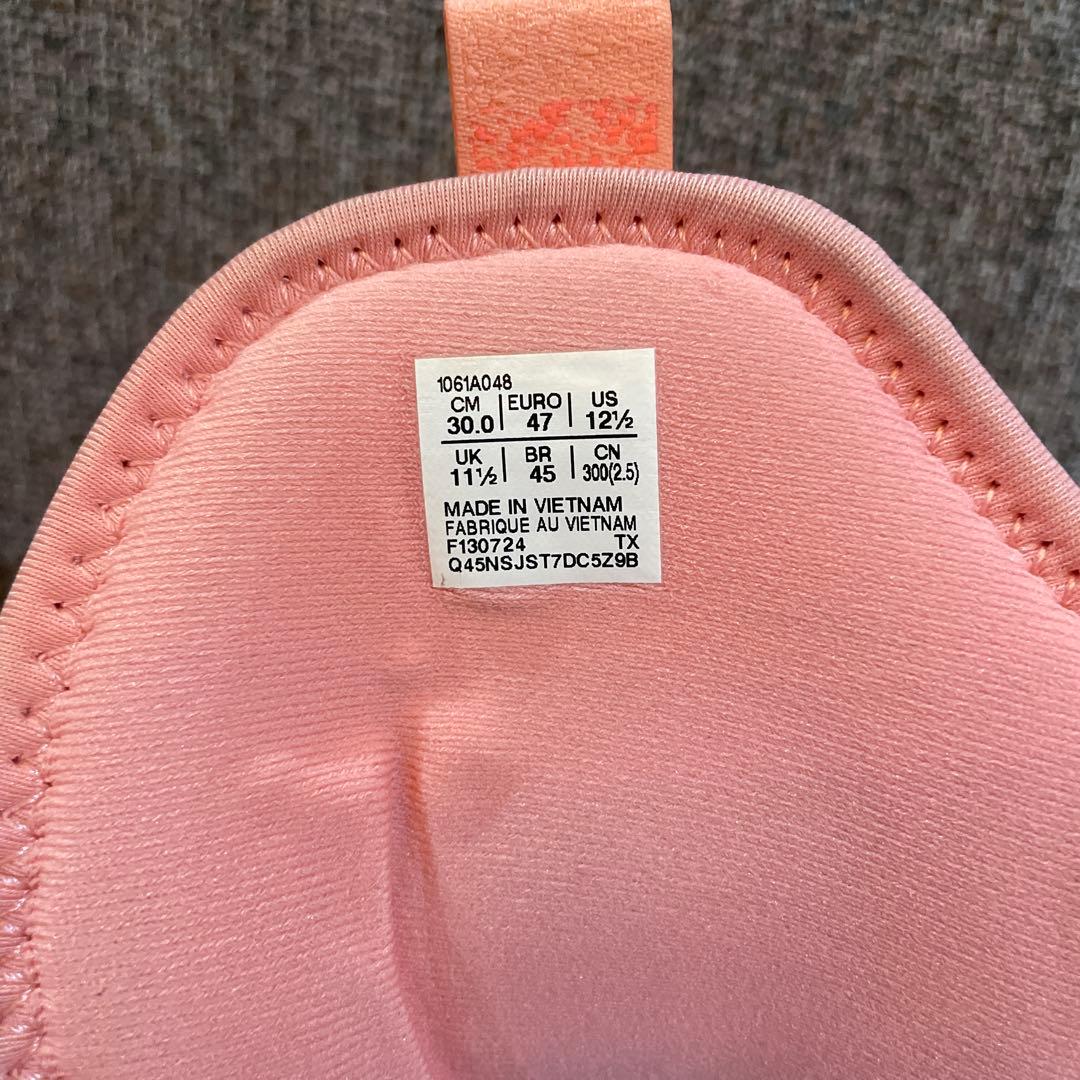 1061A048
CM EURO US
30.0 47 12½
UK BR CN
11½ 45 300(2.5)
MADE IN VIETNAM
FABRIQUE AU VIETNAM
F130724 TX
Q45NSJST7DC5Z9B